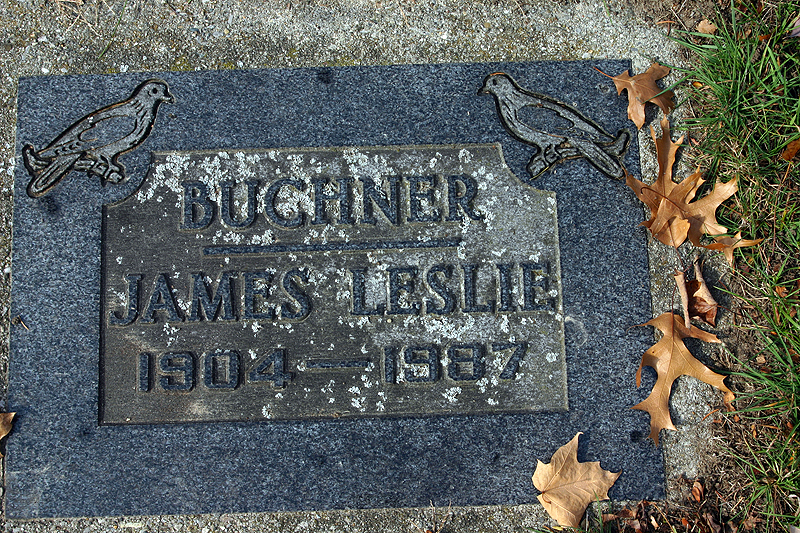 BUCHNER
JAMES LESLIE
1904 — 1987